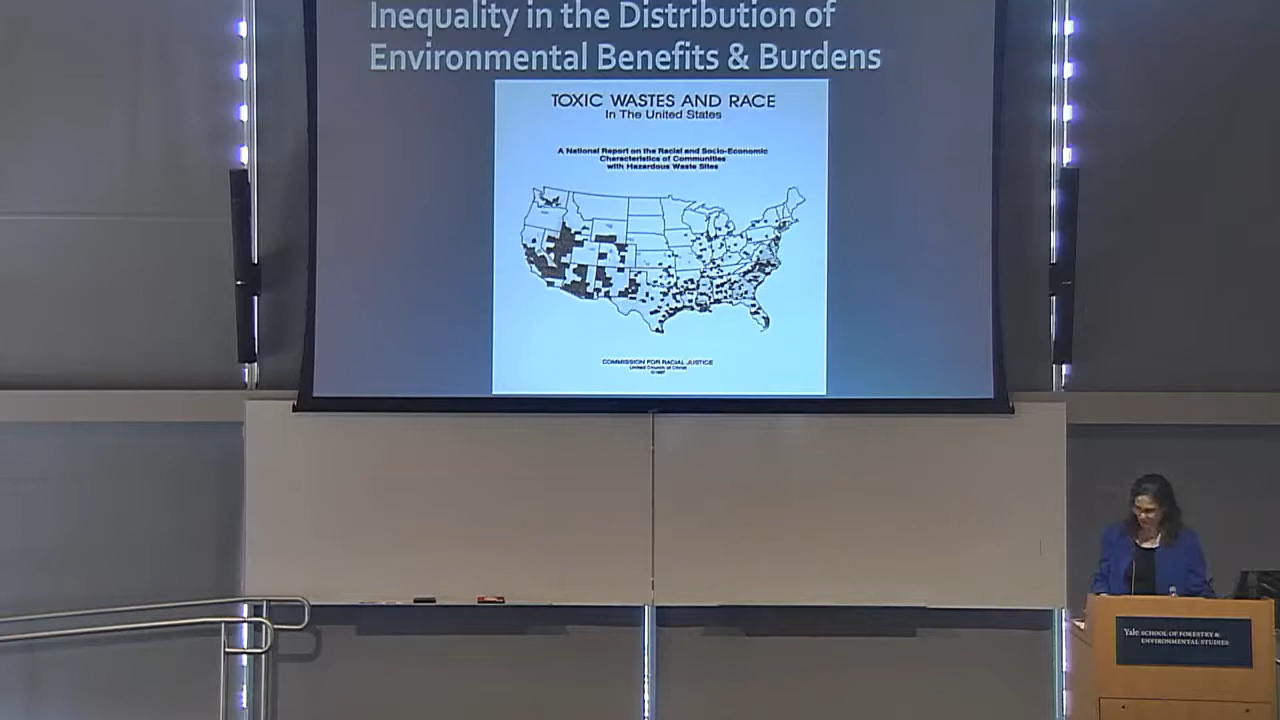 Inequality in the Distribution of
Environmental Benefits & Burdens
TOXIC WASTES AND RACE
In The United States
A National Report on the Racial and Socio-Economic
Characteristics of Communities
with Hazardous Waste Sites
COMMISSION FOR RACIAL JUSTICE
United Church of Christ
Yale SCHOOL OF FORESTRY &
ENVIRONMENTAL STUDIES